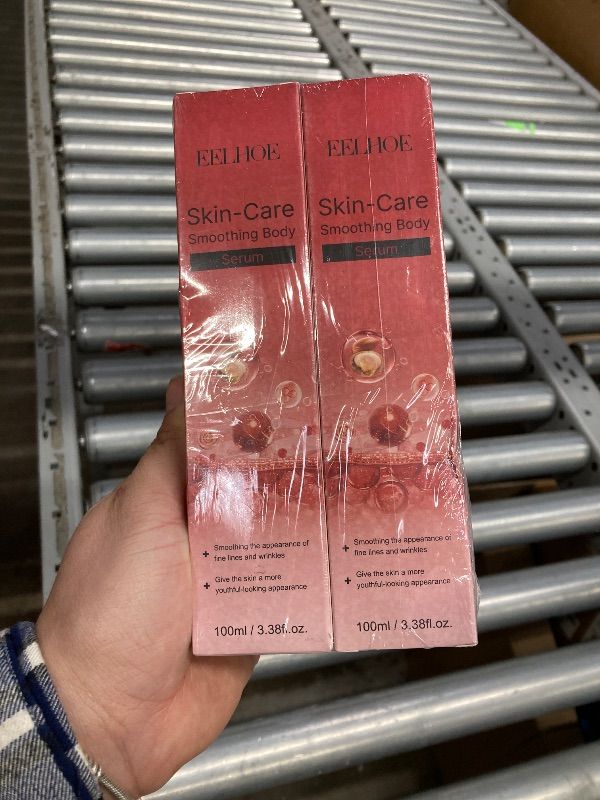 EELHOE
Skin-Care
Smoothing Body
Serum
+ Smoothing the appearance of
fine lines and wrinkles
+ Give the skin a more
youthful-looking appearance
100ml / 3.38fl.oz.
EELHOE
Skin-Care
Smoothing Body
Serum
+ Smoothing the appearance of
fine lines and wrinkles
+ Give the skin a more
youthful-looking appearance
100ml / 3.38fl.oz.